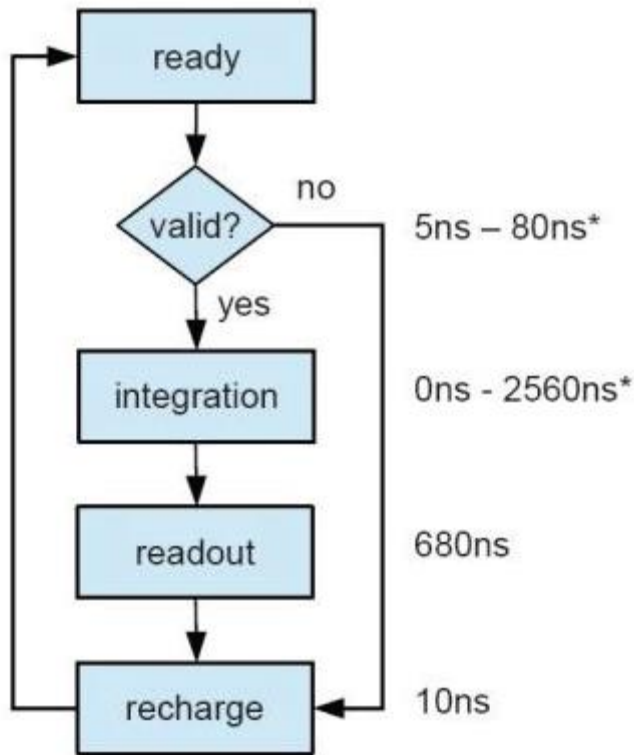 ready
no
valid?
5ns – 80ns*
yes
integration
0ns - 2560ns*
readout
680ns
recharge
10ns